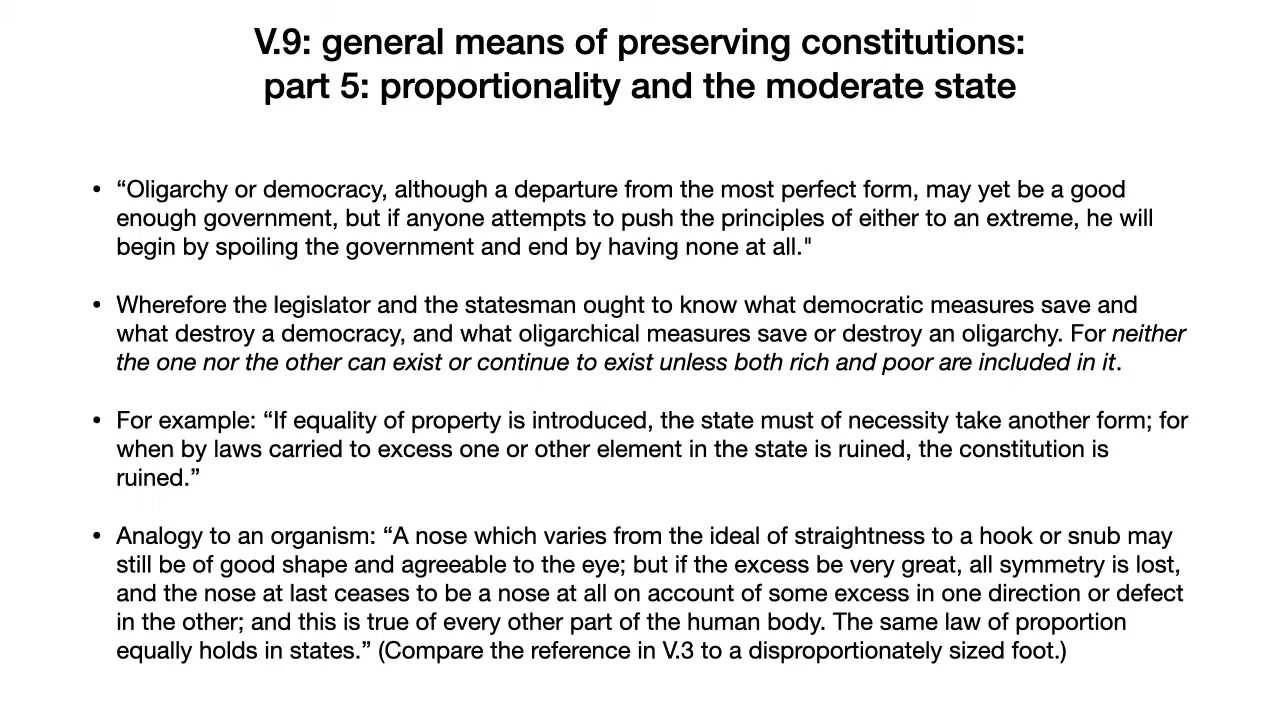 V.9: general means of preserving constitutions:
part 5: proportionality and the moderate state
• “Oligarchy or democracy, although a departure from the most perfect form, may yet be a good
enough government, but if anyone attempts to push the principles of either to an extreme, he will
begin by spoiling the government and end by having none at all."
• Wherefore the legislator and the statesman ought to know what democratic measures save and
what destroy a democracy, and what oligarchical measures save or destroy an oligarchy. For neither
the one nor the other can exist or continue to exist unless both rich and poor are included in it.
• For example: “If equality of property is introduced, the state must of necessity take another form; for
when by laws carried to excess one or other element in the state is ruined, the constitution is
ruined.”
• Analogy to an organism: “A nose which varies from the ideal of straightness to a hook or snub may
still be of good shape and agreeable to the eye; but if the excess be very great, all symmetry is lost,
and the nose at last ceases to be a nose at all on account of some excess in one direction or defect
in the other; and this is true of every other part of the human body. The same law of proportion
equally holds in states.” (Compare the reference in V.3 to a disproportionately sized foot.)